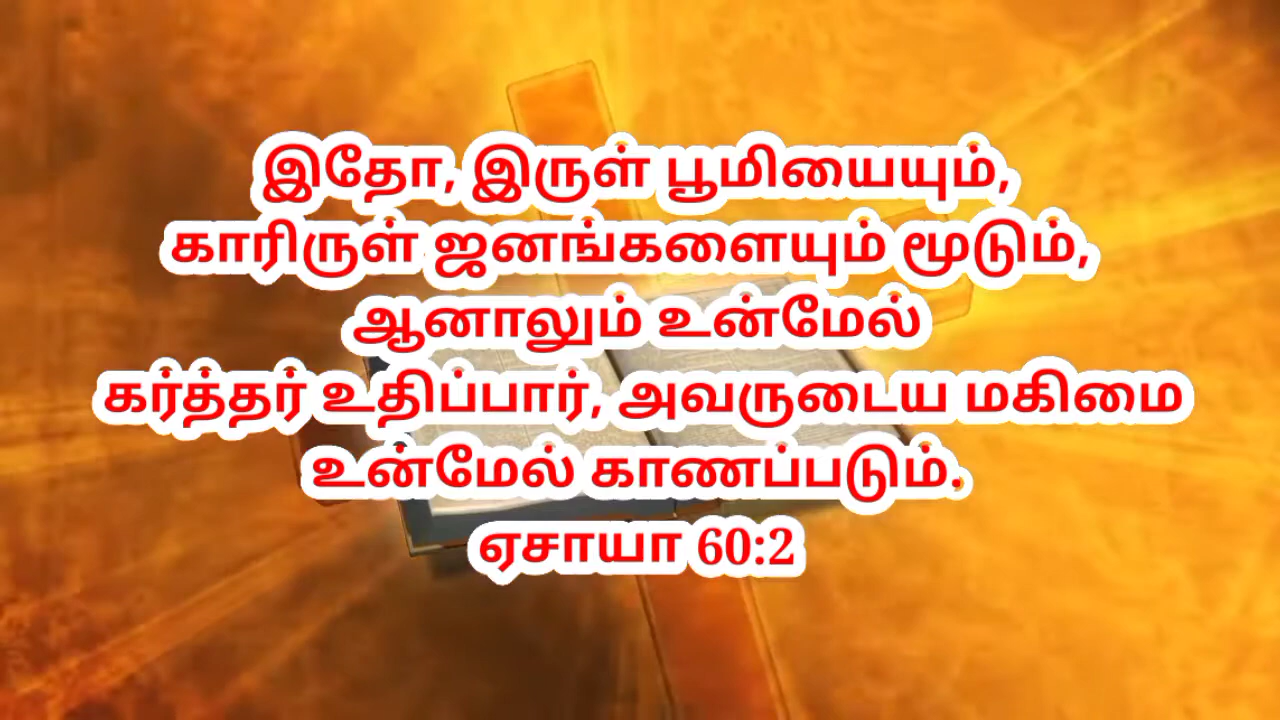 இதோ, இருள் பூமியையும்,
காரிருள் ஜனங்களையும் மூடும்,
ஆனாலும் உன்மேல்
கர்த்தர் உதிப்பார், அவருடைய மகிமை
உன்மேல் காணப்படும்.
ஏசாயா 60:2